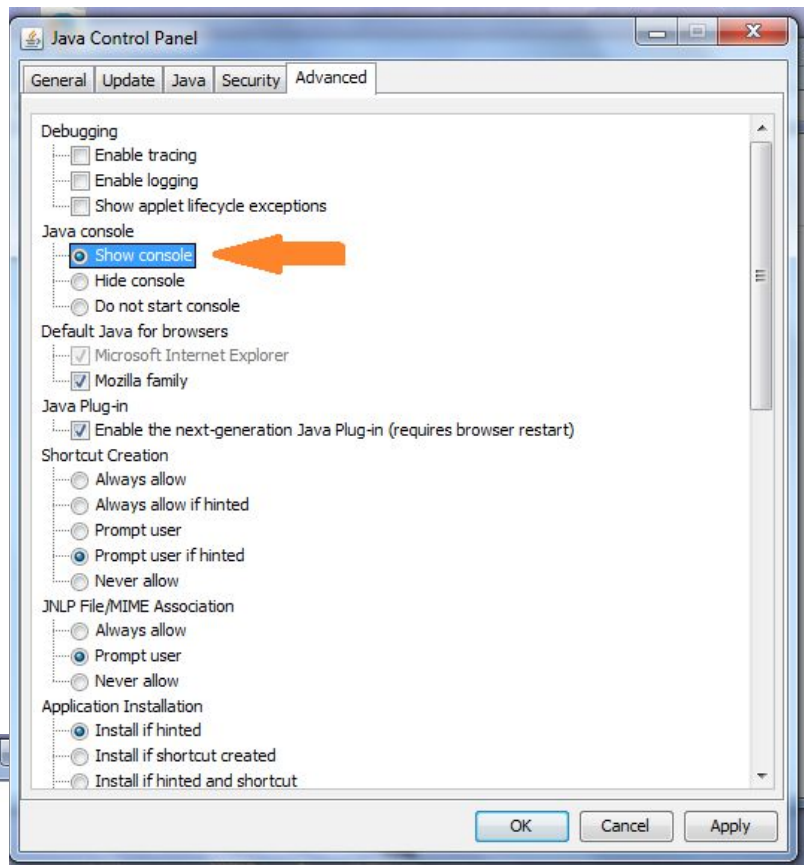 Java Control Panel
General Update Java Security Advanced
Debugging
Enable tracing
Enable logging
Show applet lifecycle exceptions
Java console
Show console
Hide console
Do not start console
Default Java for browsers
Microsoft Internet Explorer
Mozilla family
Java Plug-in
Enable the next-generation Java Plug-in (requires browser restart)
Shortcut Creation
Always allow
Always allow if hinted
Prompt user
Prompt user if hinted
Never allow
JNLP File/MIME Association
Always allow
Prompt user
Never allow
Application Installation
Install if hinted
Install if shortcut created
Install if hinted and shortcut
OK Cancel Apply